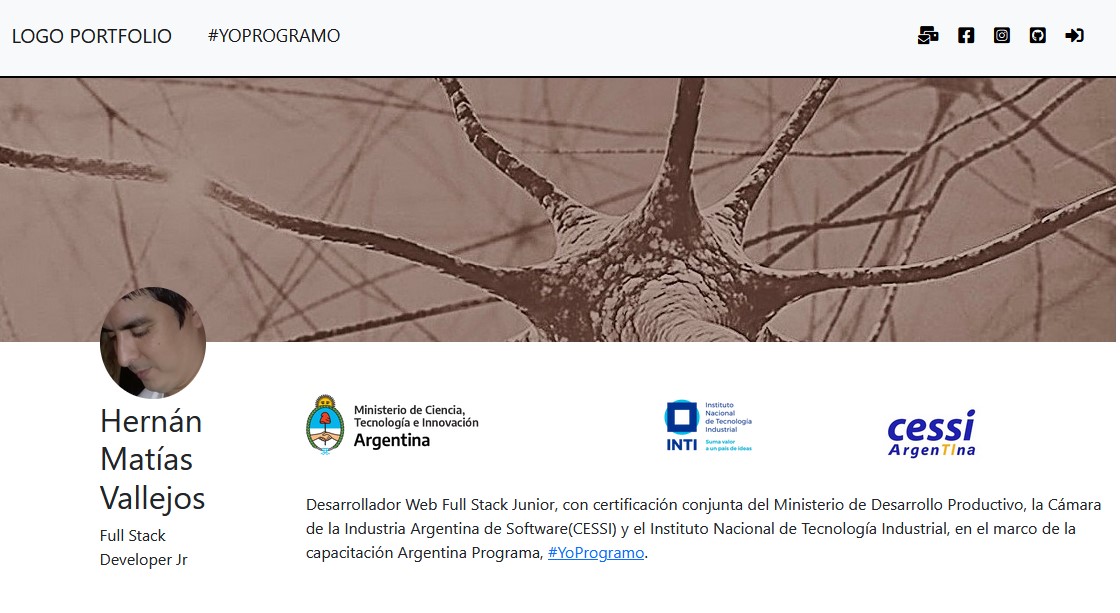 LOGO PORTFOLIO #YOPROGRAMO
Hernán
Matías
Vallejos
Full Stack
Developer Jr
Ministerio de Ciencia,
Tecnología e Innovación
Argentina
INTI
Instituto
Nacional
de Tecnología
Industrial
Suma valor
a un país de ideas
cessi
ArgenTIna
Desarrollador Web Full Stack Junior, con certificación conjunta del Ministerio de Desarrollo Productivo, la Cámara
de la Industria Argentina de Software(CESSI) y el Instituto Nacional de Tecnología Industrial, en el marco de la
capacitación Argentina Programa, #YoProgramo.